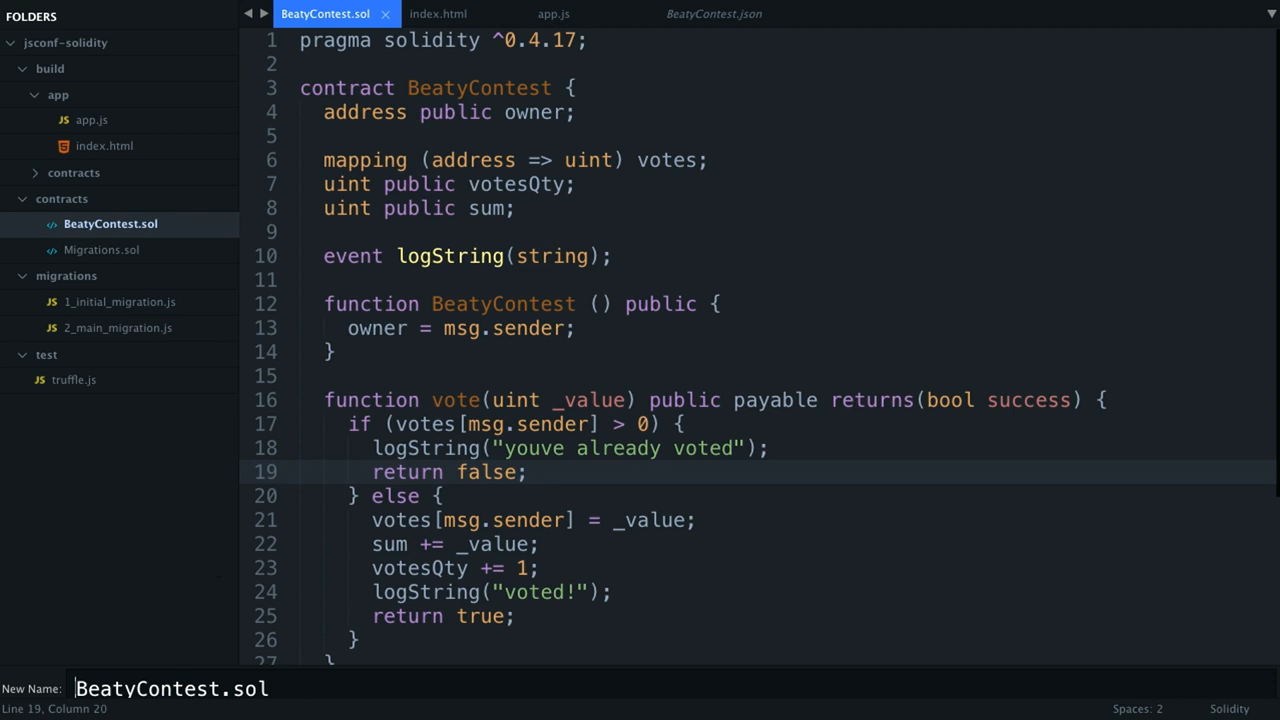 FOLDERS
jsconf-solidity
build
app
app.js
index.html
contracts
contracts
BeatyContest.sol
Migrations.sol
migrations
1_initial_migration.js
2_main_migration.js
test
truffle.js
BeatyContest.sol × index.html app.js BeatyContest.json
1 pragma solidity ^0.4.17;
2
3 contract BeatyContest {
4 address public owner;
5
6 mapping (address => uint) votes;
7 uint public votesQty;
8 uint public sum;
9
10 event logString(string);
11
12 function BeatyContest () public {
13 owner = msg.sender;
14 }
15
16 function vote(uint _value) public payable returns(bool success) {
17 if (votes[msg.sender] > 0) {
18 logString("youve already voted");
19 return false;
20 } else {
21 votes[msg.sender] = _value;
22 sum += _value;
23 votesQty += 1;
24 logString("voted!");
25 return true;
26 }
27 }
New Name: BeatyContest.sol
Line 19, Column 20 Spaces: 2 Solidity